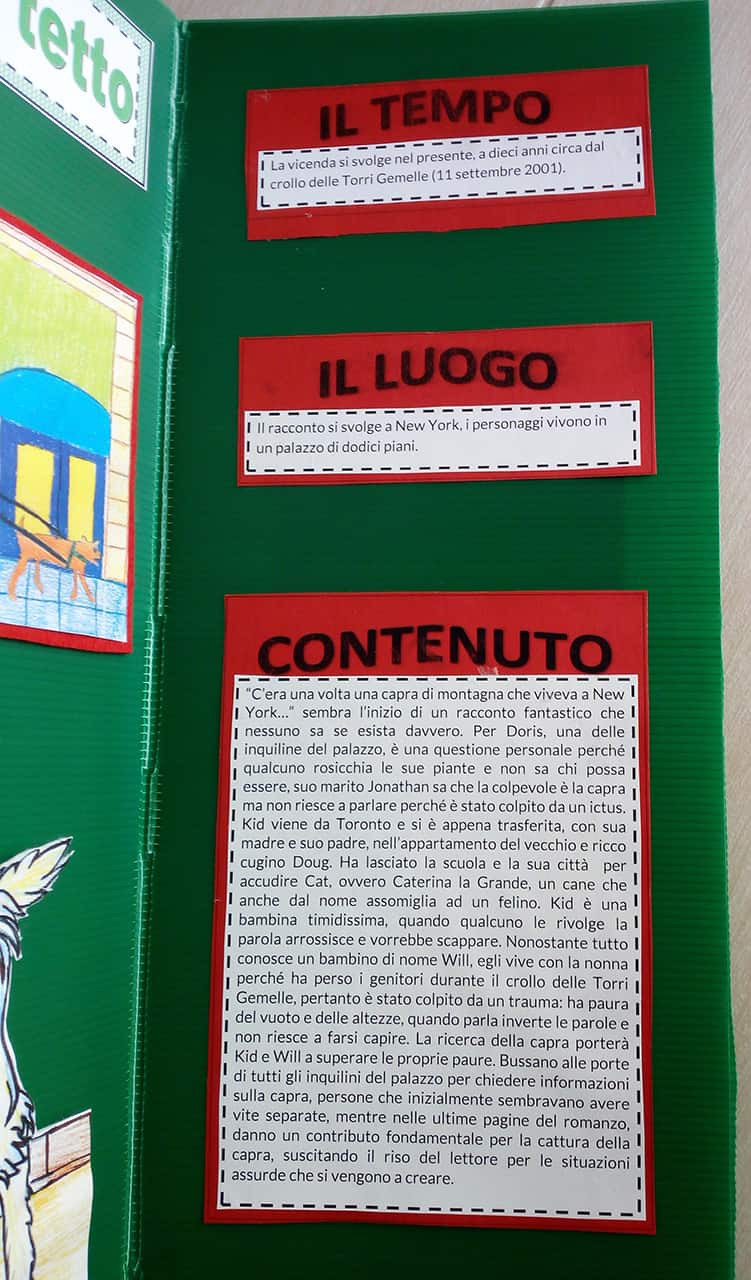 tetto
IL TEMPO
La vicenda si svolge nel presente, a dieci anni circa dal
crollo delle Torri Gemelle (11 settembre 2001).
IL LUOGO
Il racconto si svolge a New York, i personaggi vivono in
un palazzo di dodici piani.
CONTENUTO
“C’era una volta una capra di montagna che viveva a New
York…” sembra l’inizio di un racconto fantastico che
nessuno sa se esista davvero. Per Doris, una delle
inquiline del palazzo, è una questione personale perché
qualcuno rosicchia le sue piante e non sa chi possa
essere, suo marito Jonathan sa che la colpevole è la capra
ma non riesce a parlare perché è stato colpito da un ictus.
Kid viene da Toronto e si è appena trasferita, con sua
madre e suo padre, nell’appartamento del vecchio e ricco
cugino Doug. Ha lasciato la scuola e la sua città per
accudire Cat, ovvero Caterina la Grande, un cane che
anche dal nome assomiglia ad un felino. Kid è una
bambina timidissima, quando qualcuno le rivolge la
parola arrossisce e vorrebbe scappare. Nonostante tutto
conosce un bambino di nome Will, egli vive con la nonna
perché ha perso i genitori durante il crollo delle Torri
Gemelle, pertanto è stato colpito da un trauma: ha paura
del vuoto e delle altezze, quando parla inverte le parole e
non riesce a farsi capire. La ricerca della capra porterà
Kid e Will a superare le proprie paure. Bussano alle porte
di tutti gli inquilini del palazzo per chiedere informazioni
sulla capra, persone che inizialmente sembravano avere
vite separate, mentre nelle ultime pagine del romanzo,
danno un contributo fondamentale per la cattura della
capra, suscitando il riso del lettore per le situazioni
assurde che si vengono a creare.